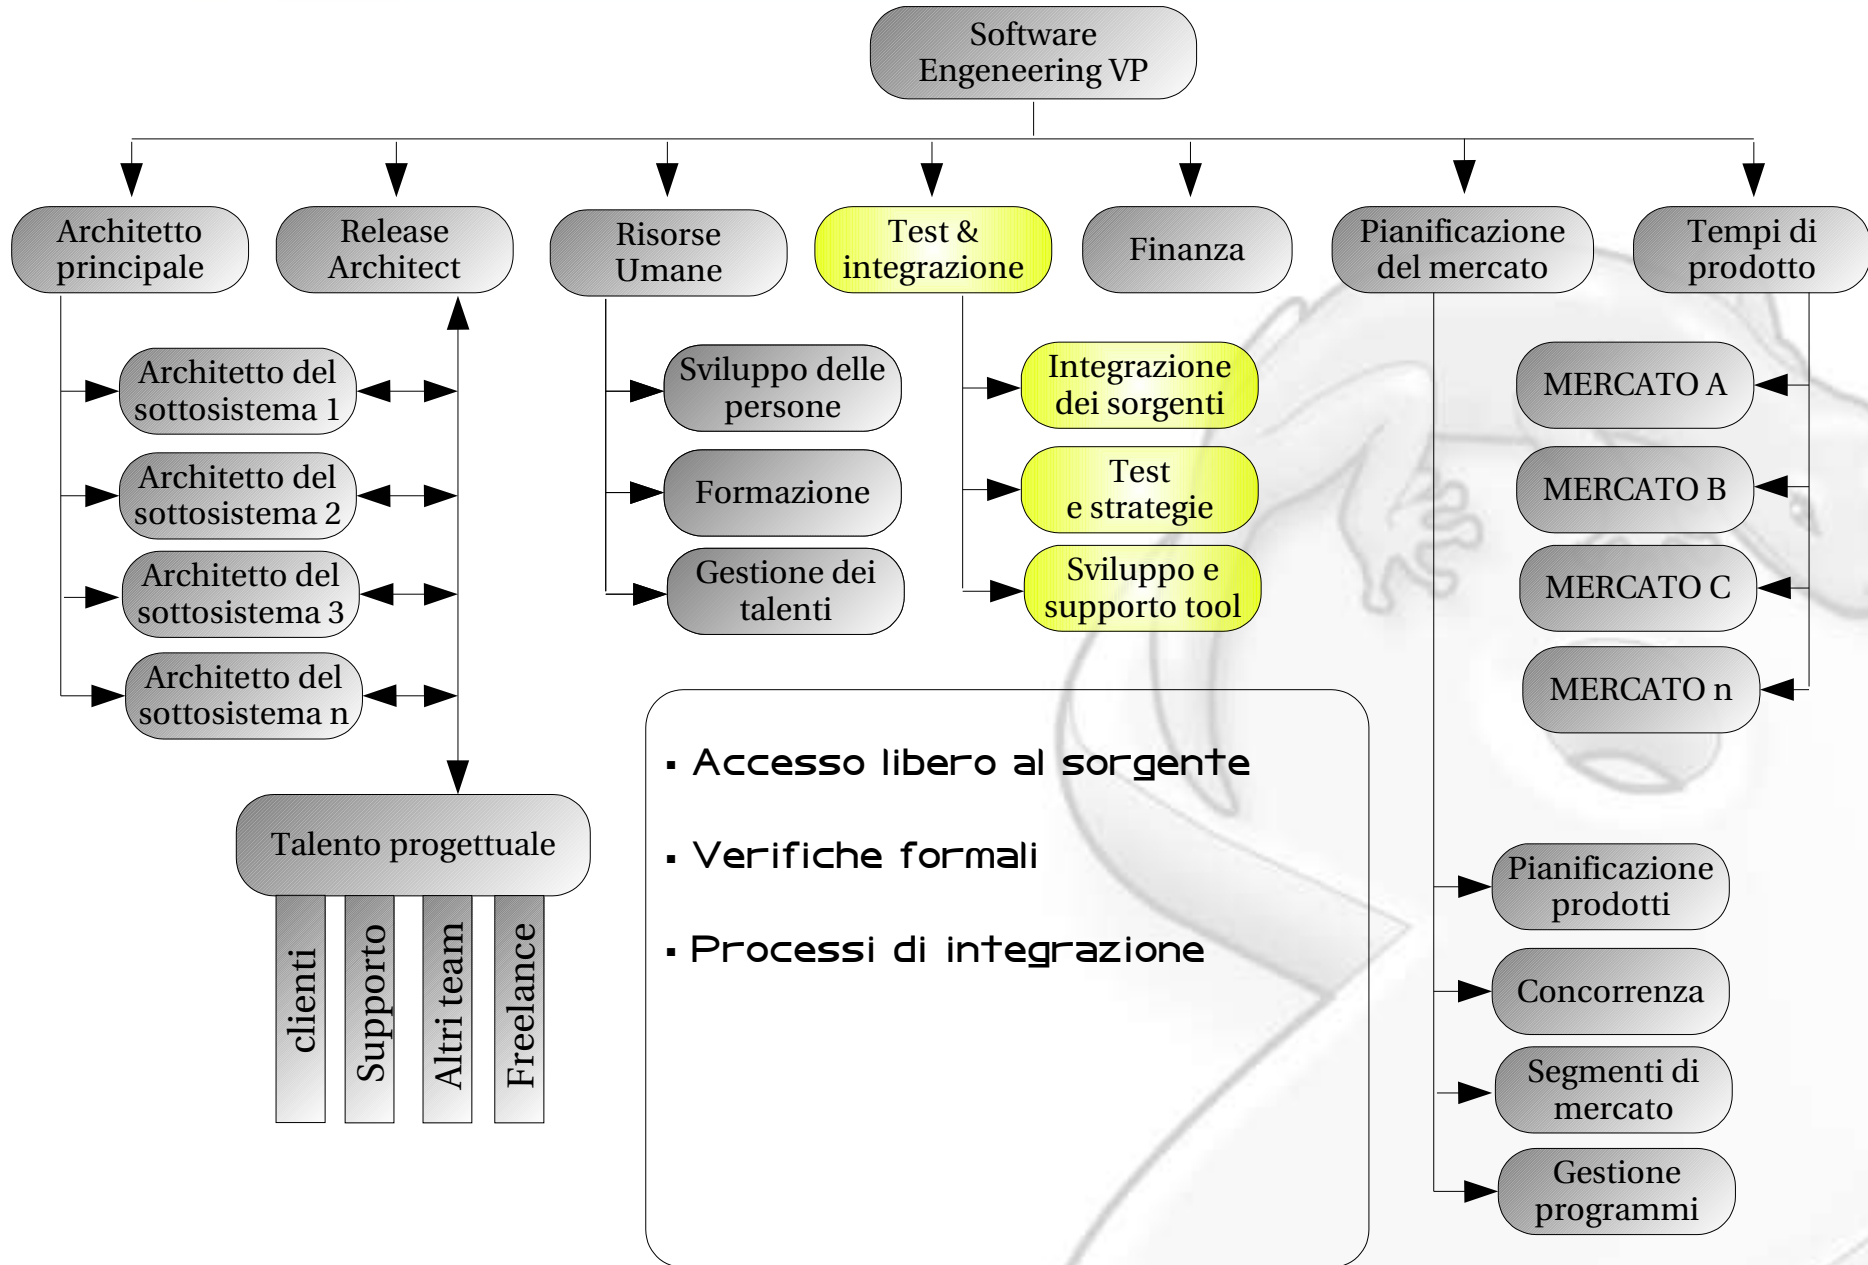 Software
Engeneering VP
Architetto
principale
Release
Architect
Risorse
Umane
Test &
integrazione
Finanza
Pianificazione
del mercato
Tempi di
prodotto
Architetto del
sottosistema 1
Architetto del
sottosistema 2
Architetto del
sottosistema 3
Architetto del
sottosistema n
Talento progettuale
clienti
Supporto
Altri team
Freelance
Sviluppo delle
persone
Formazione
Gestione dei
talenti
Integrazione
dei sorgenti
Test
e strategie
Sviluppo e
supporto tool
▪ Accesso libero al sorgente
▪ Verifiche formali
▪ Processi di integrazione
Pianificazione
prodotti
Concorrenza
Segmenti di
mercato
Gestione
programmi
MERCATO A
MERCATO B
MERCATO C
MERCATO n